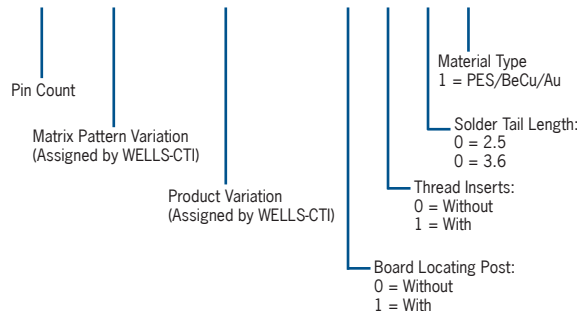 Material Type
1 = PES/BeCu/Au
Pin Count
Solder Tail Length:
0 = 2.5
0 = 3.6
Matrix Pattern Variation
(Assigned by WELLS-CTI)
Thread Inserts:
0 = Without
1 = With
Product Variation
(Assigned by WELLS-CTI)
Board Locating Post:
0 = Without
1 = With